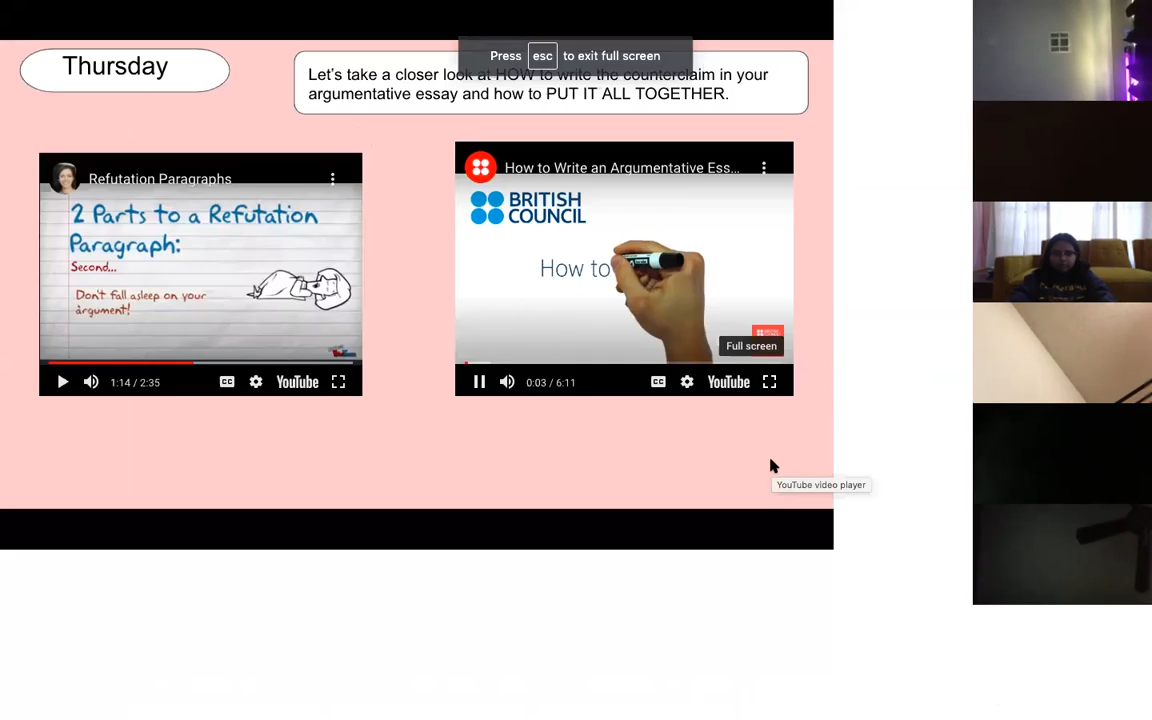 Thursday
Press esc to exit full screen
Let's take a closer look at HOW to write the counterclaim in your
argumentative essay and how to PUT IT ALL TOGETHER.
Refutation Paragraphs
2 Parts to a Refutation
Paragraph:
Second...
Don't fall asleep on your
argument!
1:14 / 2:35
CC
YouTube
How to Write an Argumentative Ess...
BRITISH
COUNCIL
How to
Full screen
0:03 / 6:11
CC
YouTube
YouTube video player